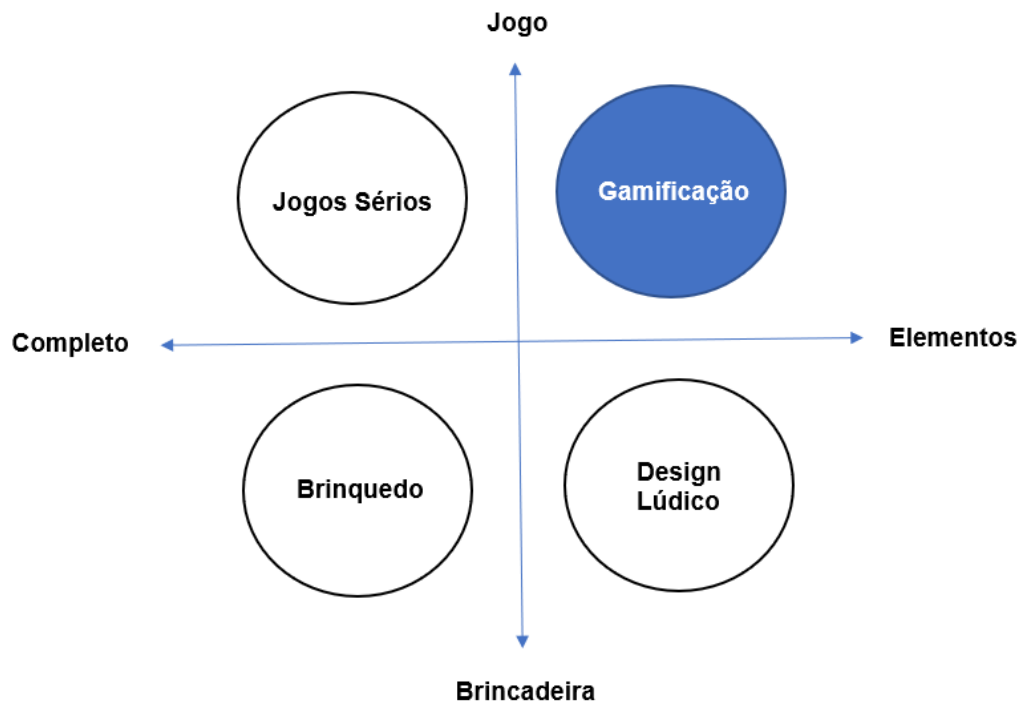 Jogo
Jogos Sérios
Gamificação
Completo
Elementos
Brinquedo
Design
Lúdico
Brincadeira